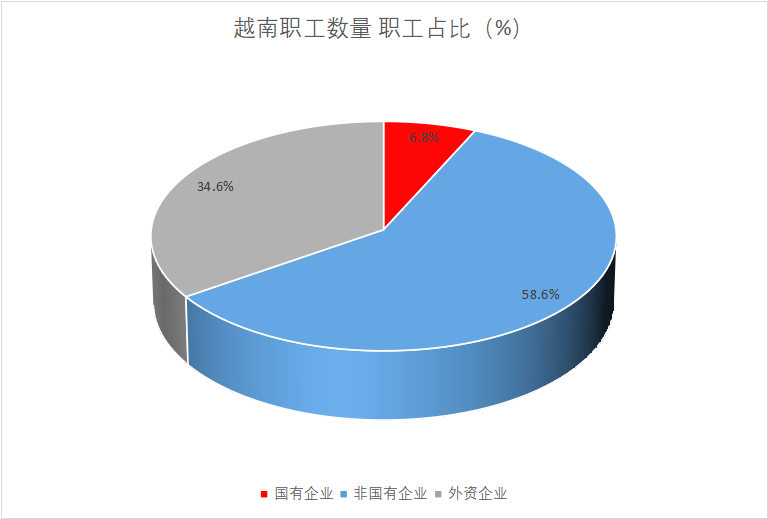 越南职工数量 职工占比（%）
6.8%
34.6%
58.6%
国有企业 非国有企业 外资企业